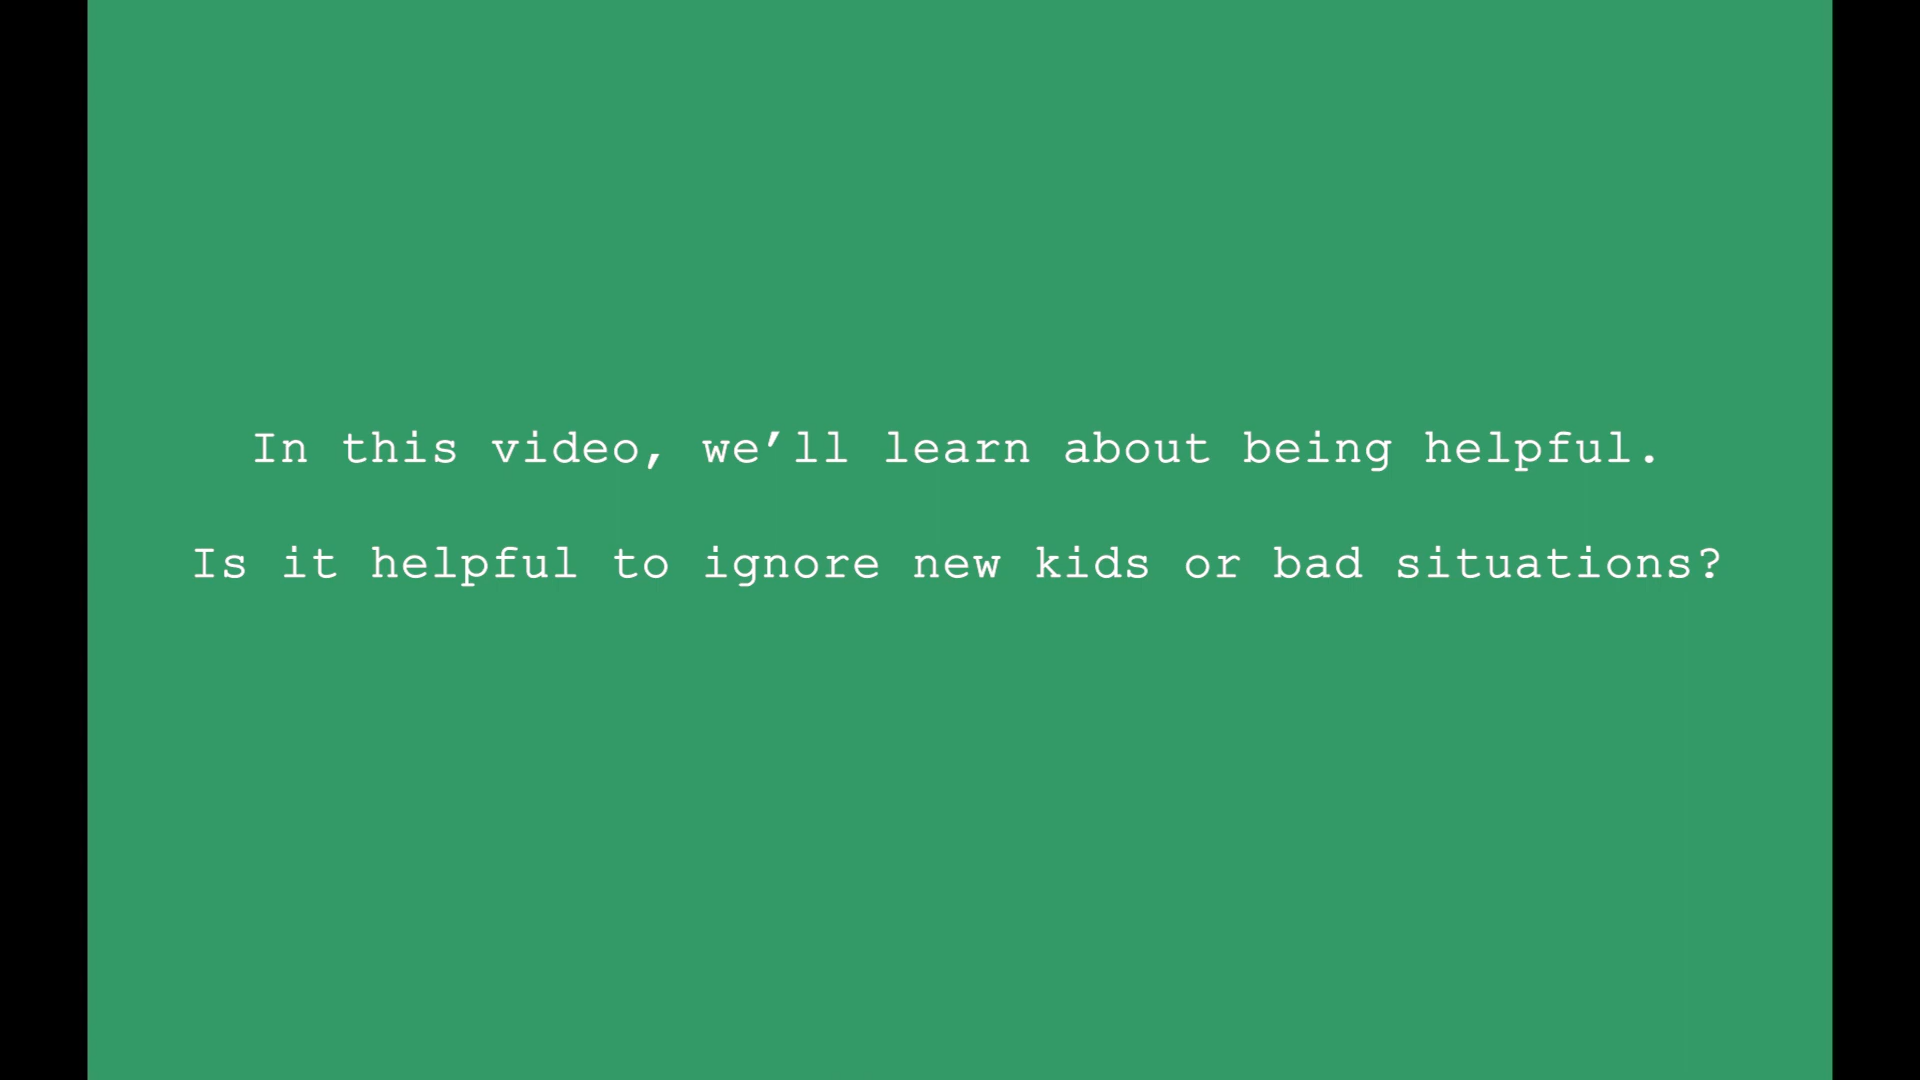 In this video, we’ll learn about being helpful.
Is it helpful to ignore new kids or bad situations?